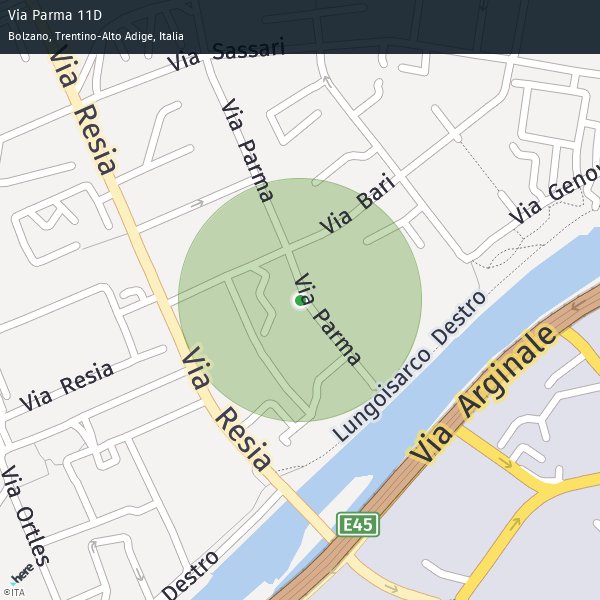 Via Parma 11D
Bolzano, Trentino-Alto Adige, Italia
Via Sassari
Via Resia
Via Parma
Via Bari
Via Genov
Via Parma
Lungoisarco Destro
Via Arginale
Via Resia
Via Resia
Via Ortles
E45
Destro
here
©ITA